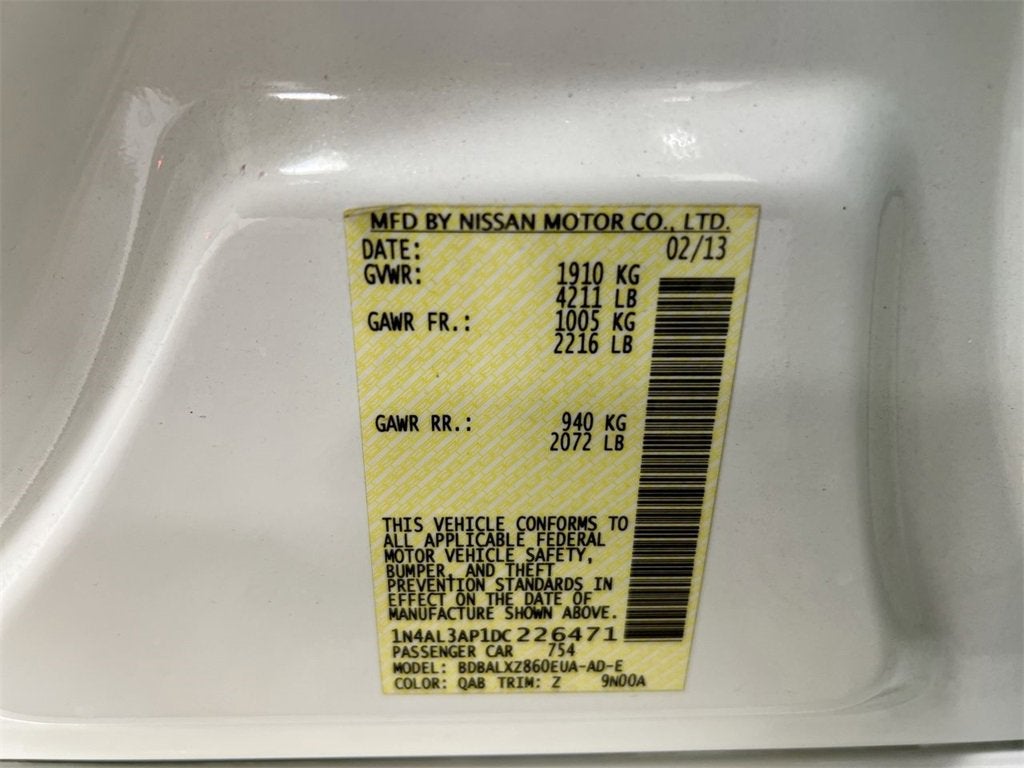 MFD BY NISSAN MOTOR CO., LTD.
DATE: 02/13
GVWR: 1910 KG
4211 LB
GAWR FR.: 1005 KG
2216 LB
GAWR RR.: 940 KG
2072 LB
THIS VEHICLE CONFORMS TO
ALL APPLICABLE FEDERAL
MOTOR VEHICLE SAFETY,
BUMPER, AND THEFT
PREVENTION STANDARDS IN
EFFECT ON THE DATE OF
MANUFACTURE SHOWN ABOVE.
1N4AL3AP1DC226471
PASSENGER CAR 754
MODEL: BDBALXZ860EUA-AD-E
COLOR: QAB TRIM: Z 9N00A